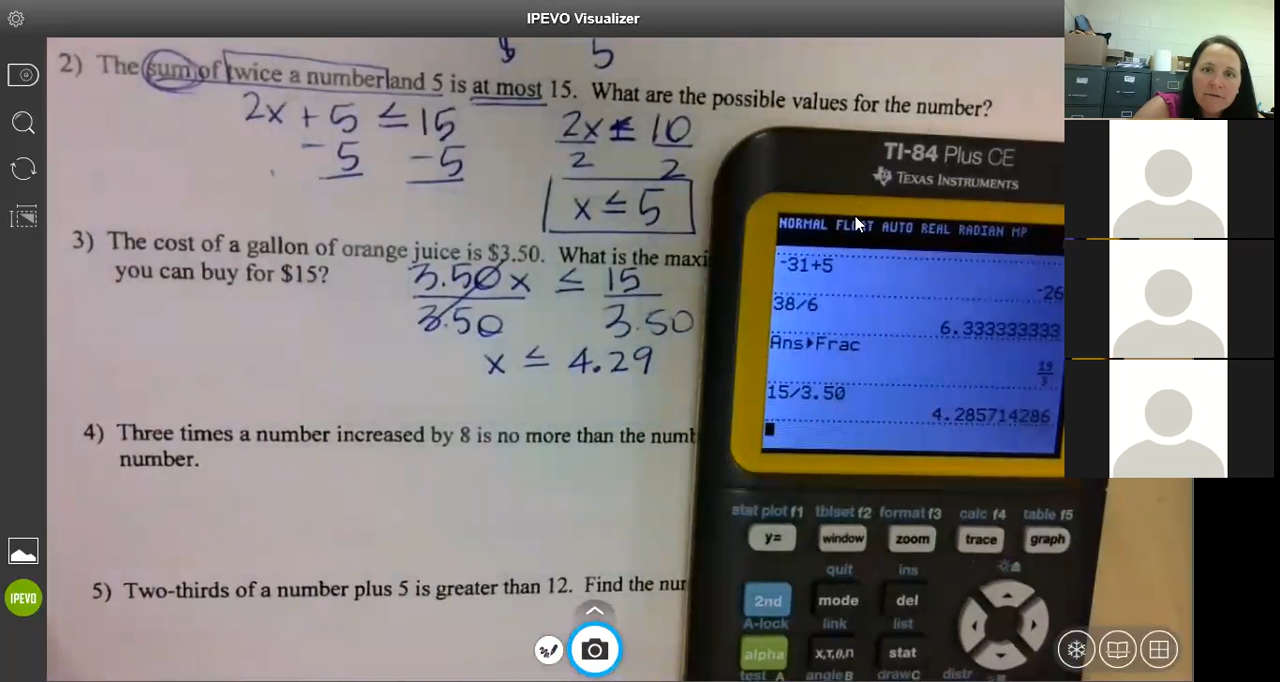 IPEVO Visualizer
5
2) The sum of twice a number and 5 is at most 15. What are the possible values for the number?
2x + 5 ≤ 15
- 5 -5
2x ≤ 10
2 2
x ≤ 5
3) The cost of a gallon of orange juice is $3.50. What is the maxi
you can buy for $15?
3.50x ≤ 15
3.50 3.50
x ≤ 4.29
4) Three times a number increased by 8 is no more than the numb
number.
5) Two-thirds of a number plus 5 is greater than 12. Find the nur
TI-84 Plus CE
TEXAS INSTRUMENTS
NORMAL FLOAT AUTO REAL RADIAN MP
-31+5
-26
38/6
6.333333333
Ans▸Frac
19
3
15/3.50
4.285714286
stat plot f1 tblset f2 format f3 calc f4 table f5
y= window zoom trace graph
quit ins
2nd mode del
A-lock link list
alpha X,T,θ,n stat
test A angle B draw C distr
IPEVO